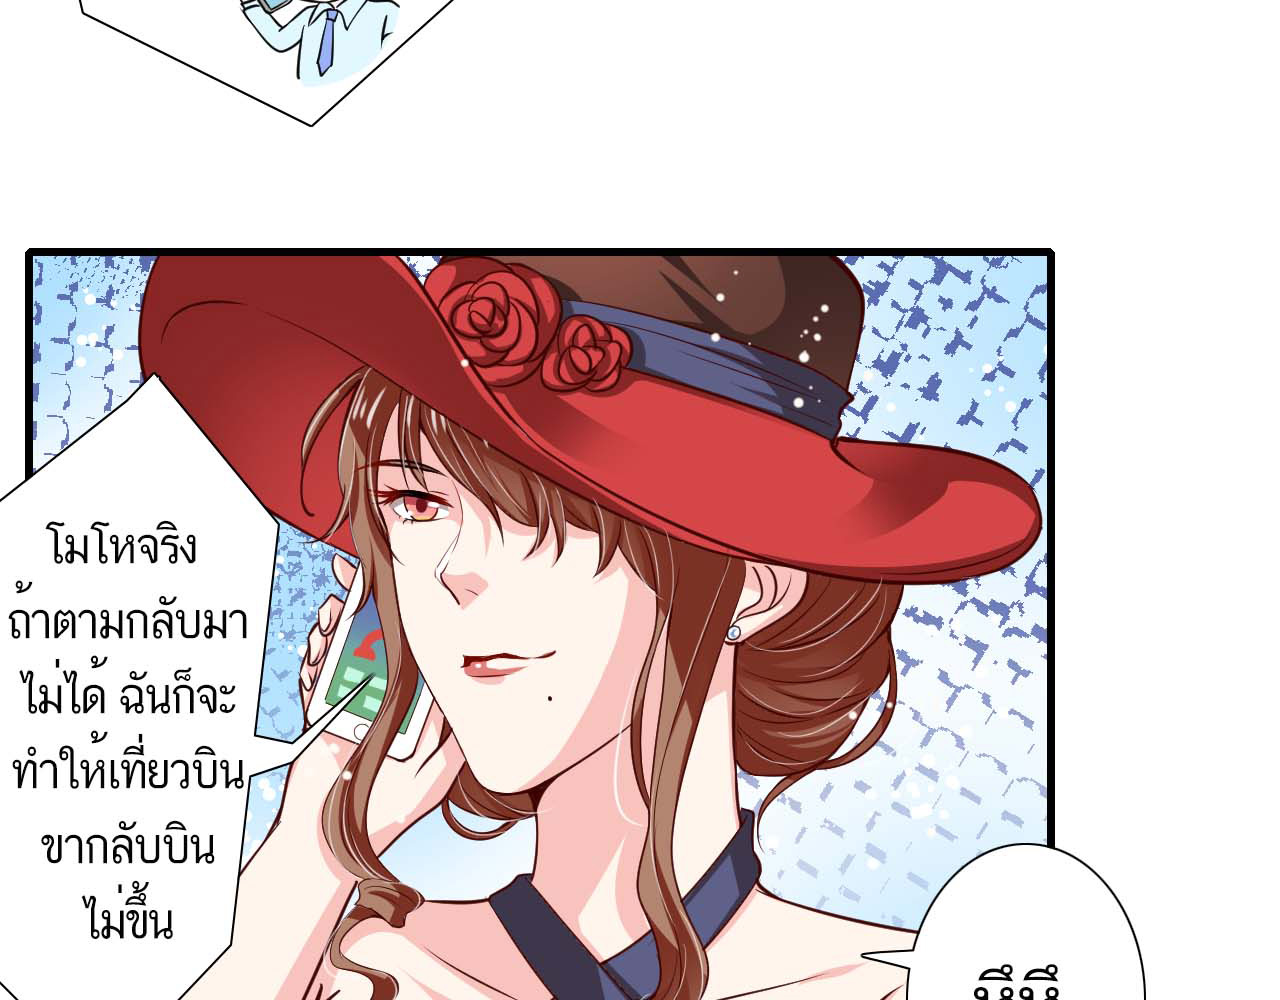 โมโหจริง
ถ้าตามกลับมา
ไม่ได้ ฉันก็จะ
ทำให้เที่ยวบิน
ขากลับบิน
ไม่ขึ้น